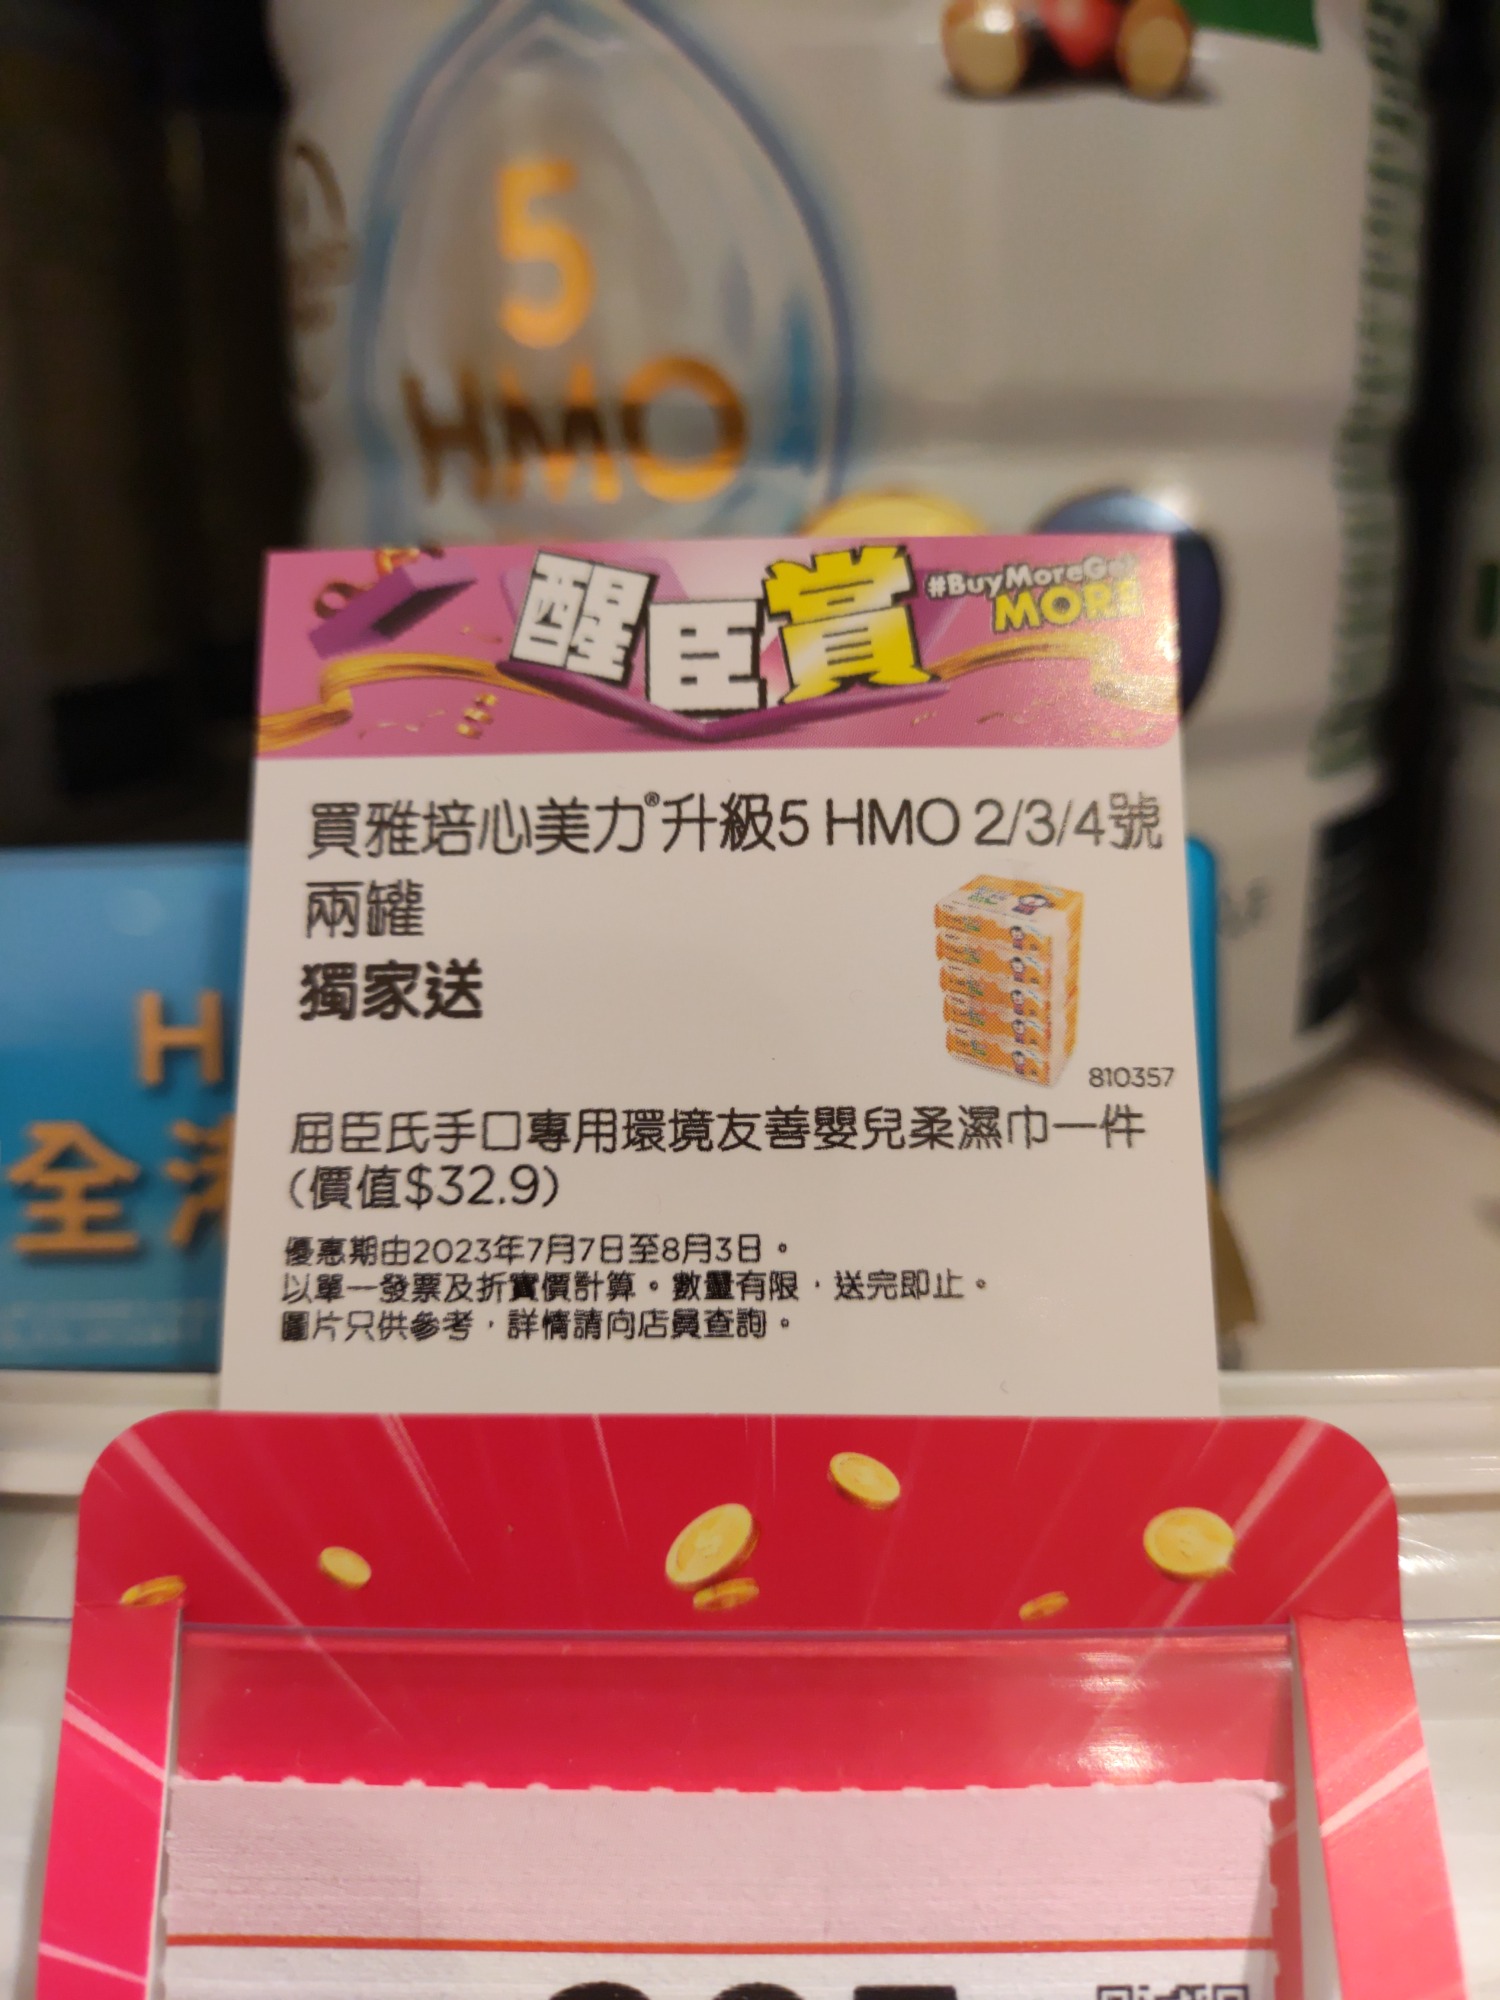 5
HMO
醒臣賞
#BuyMoreGet
MORE
買雅培心美力®升級5 HMO 2/3/4號
兩罐
獨家送
810357
屈臣氏手口專用環境友善嬰兒柔濕巾一件
(價值$32.9)
優惠期由2023年7月7日至8月3日。
以單一發票及折實價計算。數量有限，送完即止。
圖片只供參考，詳情請向店員查詢。
H
全